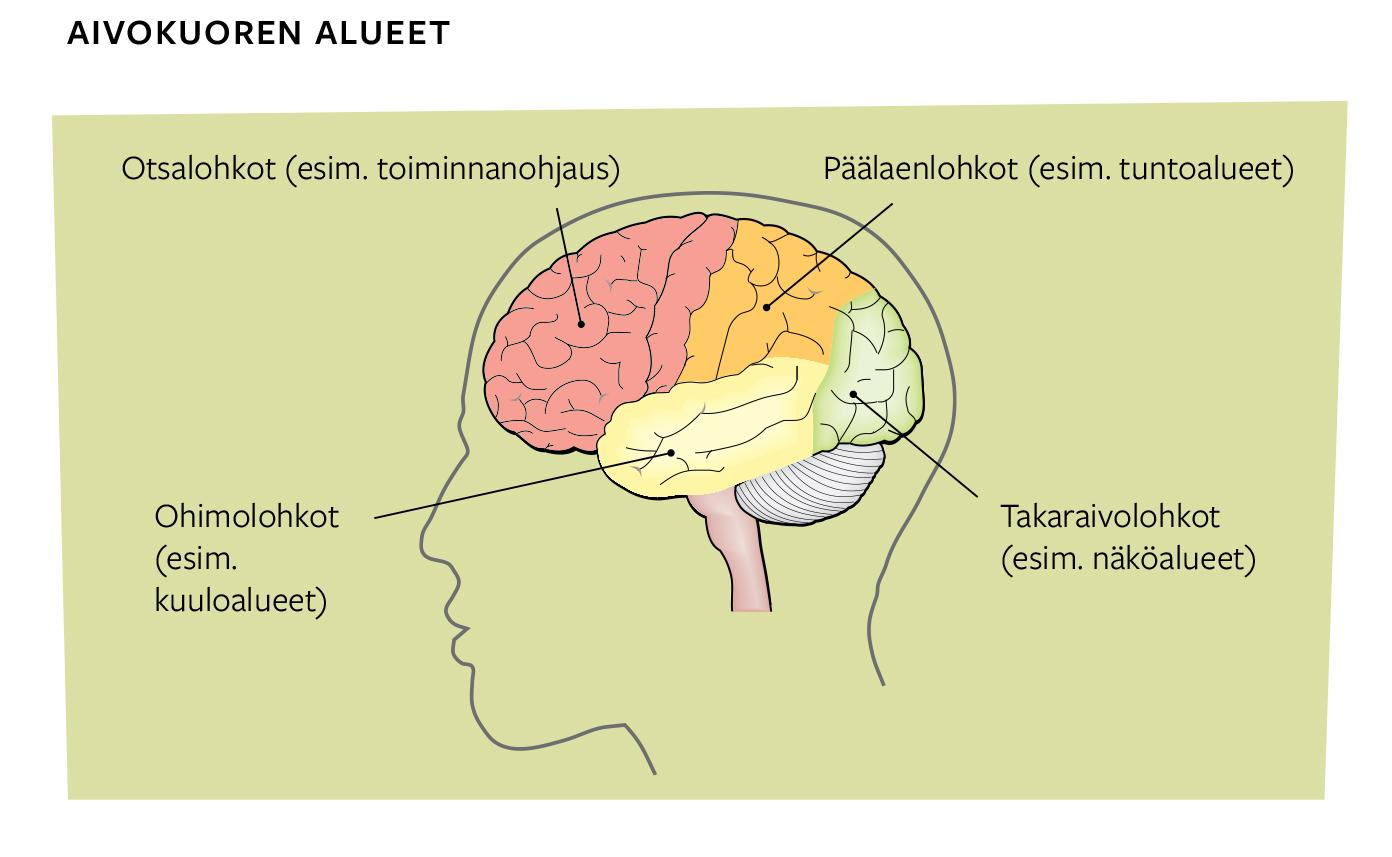 AIVOKUOREN ALUEET
Otsalohkot (esim. toiminnanohjaus)
Päälaenlohkot (esim. tuntoalueet)
Ohimolohkot
(esim.
kuuloalueet)
Takaraivolohkot
(esim. näköalueet)